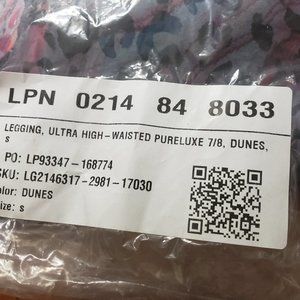 LPN 0214 84 8033
LEGGING, ULTRA HIGH-WAISTED PURELUXE 7/8, DUNES,
s
PO: LP93347-168774
SKU: LG2146317-2981-17030
olor: DUNES
ize: s